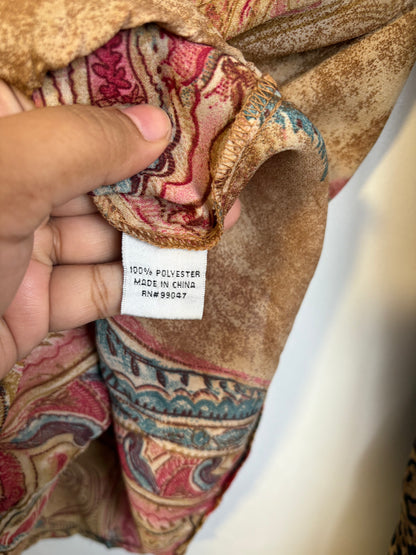 100% POLYESTER
MADE IN CHINA
RN#99047